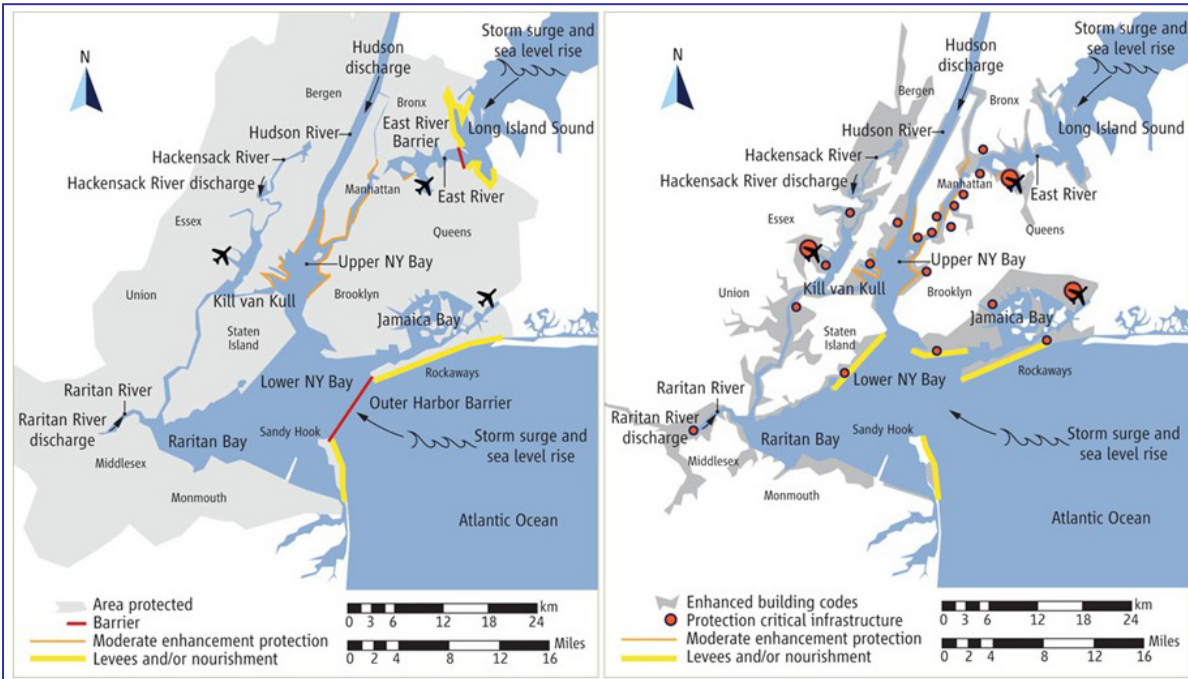 Storm surge and
sea level rise
Hudson
discharge
N
Bergen
Bronx
East River
Barrier
Long Island Sound
Hudson River
Hackensack River
Hackensack River discharge
Manhattan
East River
Essex
Queens
Upper NY Bay
Union
Kill van Kull
Brooklyn
Jamaica Bay
Staten
Island
Lower NY Bay
Rockaways
Raritan River
Outer Harbor Barrier
Raritan River
discharge
Raritan Bay
Sandy Hook
Storm surge and
sea level rise
Middlesex
Monmouth
Atlantic Ocean
Area protected
Barrier
Moderate enhancement protection
Levees and/or nourishment
km
0 3 6 12 18 24
Miles
0 2 4 8 12 16
Storm surge and
sea level rise
Hudson
discharge
N
Bergen
Bronx
Long Island Sound
Hudson River
Hackensack River
Hackensack River discharge
Manhattan
East River
Essex
Queens
Upper NY Bay
Union
Kill van Kull
Brooklyn
Jamaica Bay
Staten
Island
Lower NY Bay
Rockaways
Raritan River
Raritan River
discharge
Raritan Bay
Sandy Hook
Storm surge and
sea level rise
Middlesex
Monmouth
Atlantic Ocean
Enhanced building codes
Protection critical infrastructure
Moderate enhancement protection
Levees and/or nourishment
km
0 3 6 12 18 24
Miles
0 2 4 8 12 16